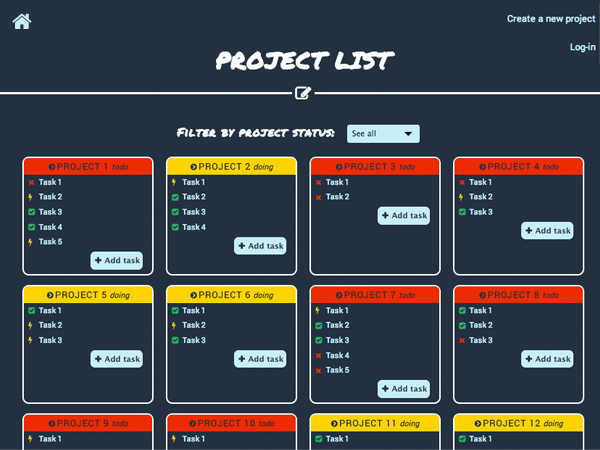 Create a new project
Log-in
PROJECT LIST
Filter by project status: See all
PROJECT 1 todo
Task 1
Task 2
Task 3
Task 4
Task 5
Add task
PROJECT 2 doing
Task 1
Task 2
Task 3
Task 4
Add task
PROJECT 3 todo
Task 1
Task 2
Add task
PROJECT 4 todo
Task 1
Task 2
Task 3
Add task
PROJECT 5 doing
Task 1
Task 2
Task 3
Add task
PROJECT 6 doing
Task 1
Task 2
Task 3
Add task
PROJECT 7 todo
Task 1
Task 2
Task 3
Task 4
Task 5
Add task
PROJECT 8 todo
Task 1
Task 2
Task 3
Add task
PROJECT 9 todo
Task 1
PROJECT 10 todo
Task 1
PROJECT 11 doing
Task 1
PROJECT 12 doing
Task 1